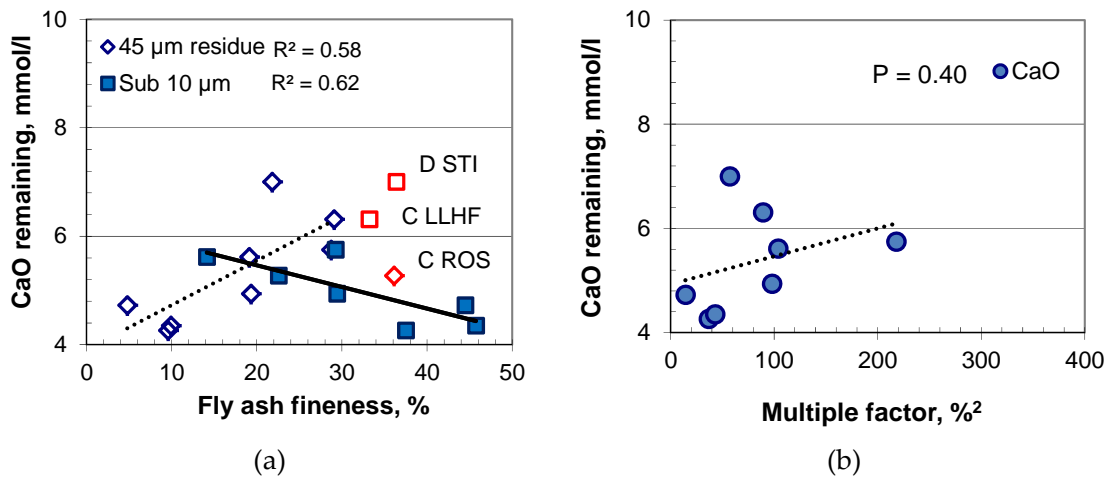 CaO remaining, mmol/l
10
8
6
4
45 µm residue R² = 0.58
Sub 10 µm R² = 0.62
D STI
C LLHF
C ROS
0 10 20 30 40 50
Fly ash fineness, %
(a)
CaO remaining, mmol/l
10
8
6
4
P = 0.40 CaO
0 100 200 300 400
Multiple factor, %²
(b)